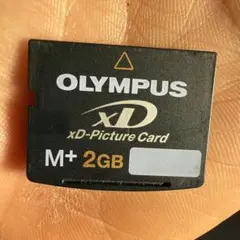 OLYMPUS
xD
xD-Picture Card
M+ 2GB